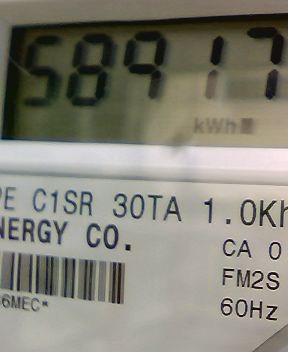 58917
kWh
PE C1SR 30TA 1.0Kh
NERGY CO.
CA 0
FM2S
6MEC*
60Hz